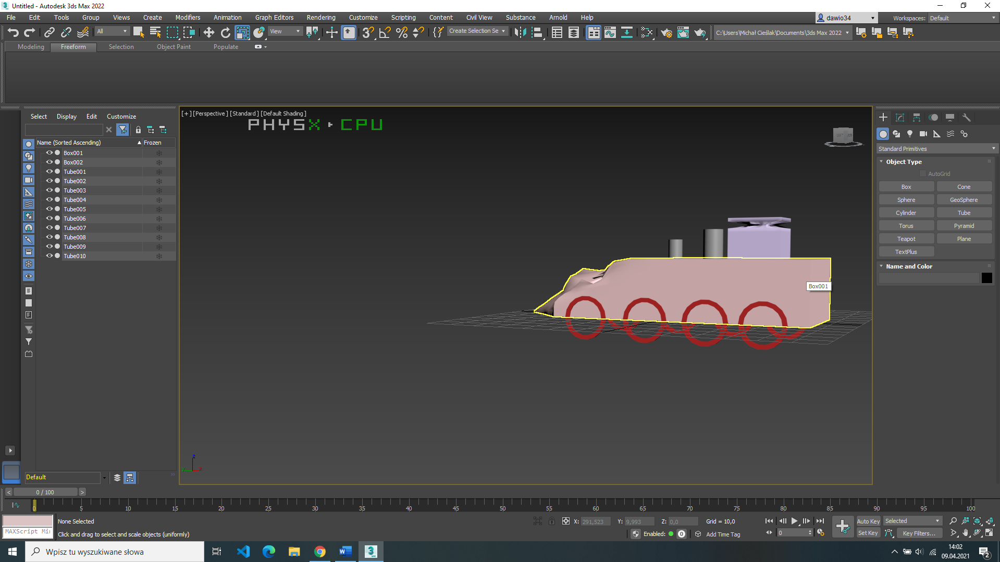 Untitled - Autodesk 3ds Max 2022
File Edit Tools Group Views Create Modifiers Animation Graph Editors Rendering Customize Scripting Content Civil View Substance Arnold Help
dawio34 Workspaces: Default
All View Create Selection Se C:\Users\Michał Cieślak\Documents\3ds Max 2022
Modeling Freeform Selection Object Paint Populate
Select Display Edit Customize
[+] [Perspective] [Standard] [Default Shading]
PHYSX CPU
Name (Sorted Ascending) Frozen
Box001
Box002
Tube001
Tube002
Tube003
Tube004
Tube005
Tube006
Tube007
Tube008
Tube009
Tube010
LEFT
Box001
z
y x
Standard Primitives
Object Type
AutoGrid
Box Cone
Sphere GeoSphere
Cylinder Tube
Torus Pyramid
Teapot Plane
TextPlus
Name and Color
Default
< 0 / 100 >
0 5 10 15 20 25 30 35 40 45 50 55 60 65 70 75 80 85 90 95 100
None Selected
X: 291,523 Y: 9,993 Z: 0,0 Grid = 10,0
Auto Key Selected
MAXScript Mi
Click and drag to select and scale objects (uniformly)
Enabled: 0 Add Time Tag
0 Set Key Key Filters...
Wpisz tu wyszukiwane słowa
14:02
09.04.2021
2